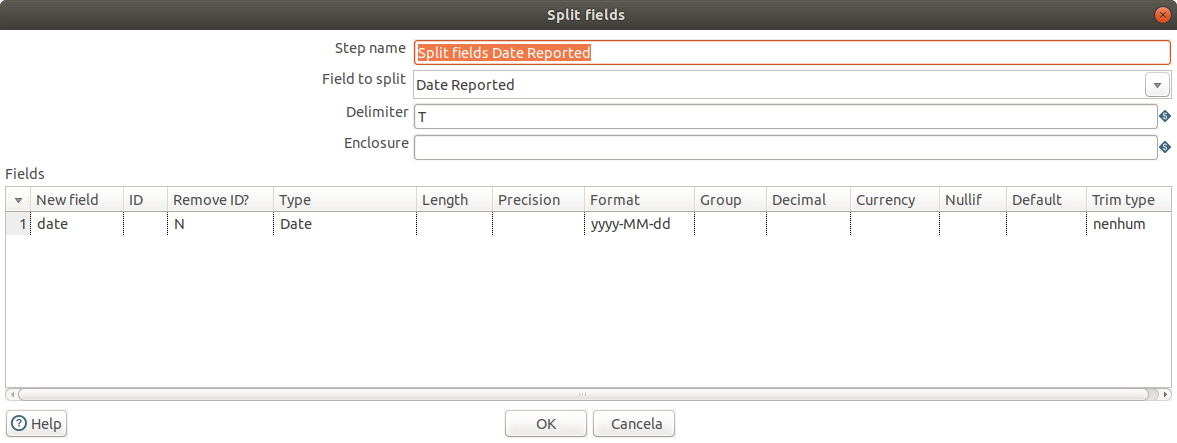 Split fields
Step name Split fields Date Reported
Field to split Date Reported
Delimiter T
Enclosure
Fields
New field ID Remove ID? Type Length Precision Format Group Decimal Currency Nullif Default Trim type
1 date N Date yyyy-MM-dd nenhum
Help OK Cancela